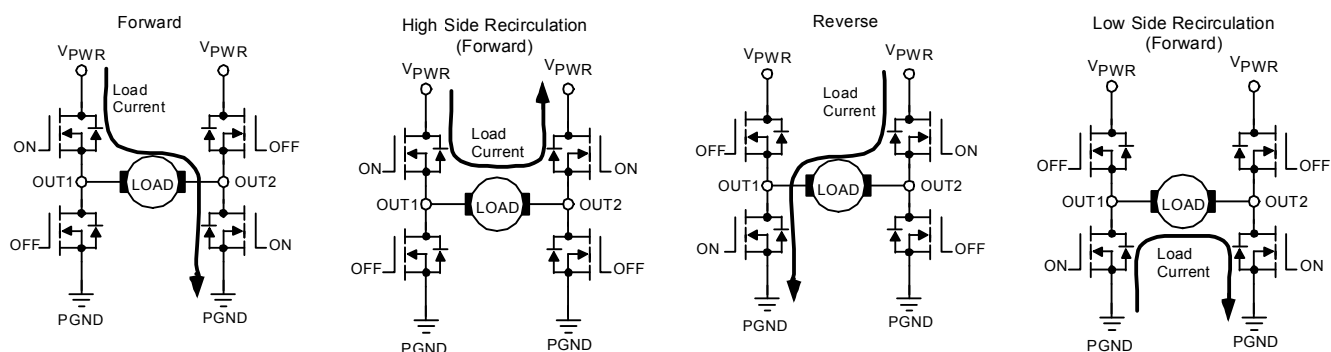 Forward
VPWR
VPWR
Load
Current
ON
OFF
OUT1
LOAD
OUT2
OFF
ON
PGND
PGND
High Side Recirculation
(Forward)
VPWR
VPWR
Load
Current
ON
ON
OUT1
LOAD
OUT2
OFF
OFF
PGND
PGND
Reverse
VPWR
VPWR
Load
Current
OFF
ON
OUT1
LOAD
OUT2
ON
OFF
PGND
PGND
Low Side Recirculation
(Forward)
VPWR
VPWR
OFF
OFF
OUT1
LOAD
OUT2
ON
Load
Current
ON
PGND
PGND